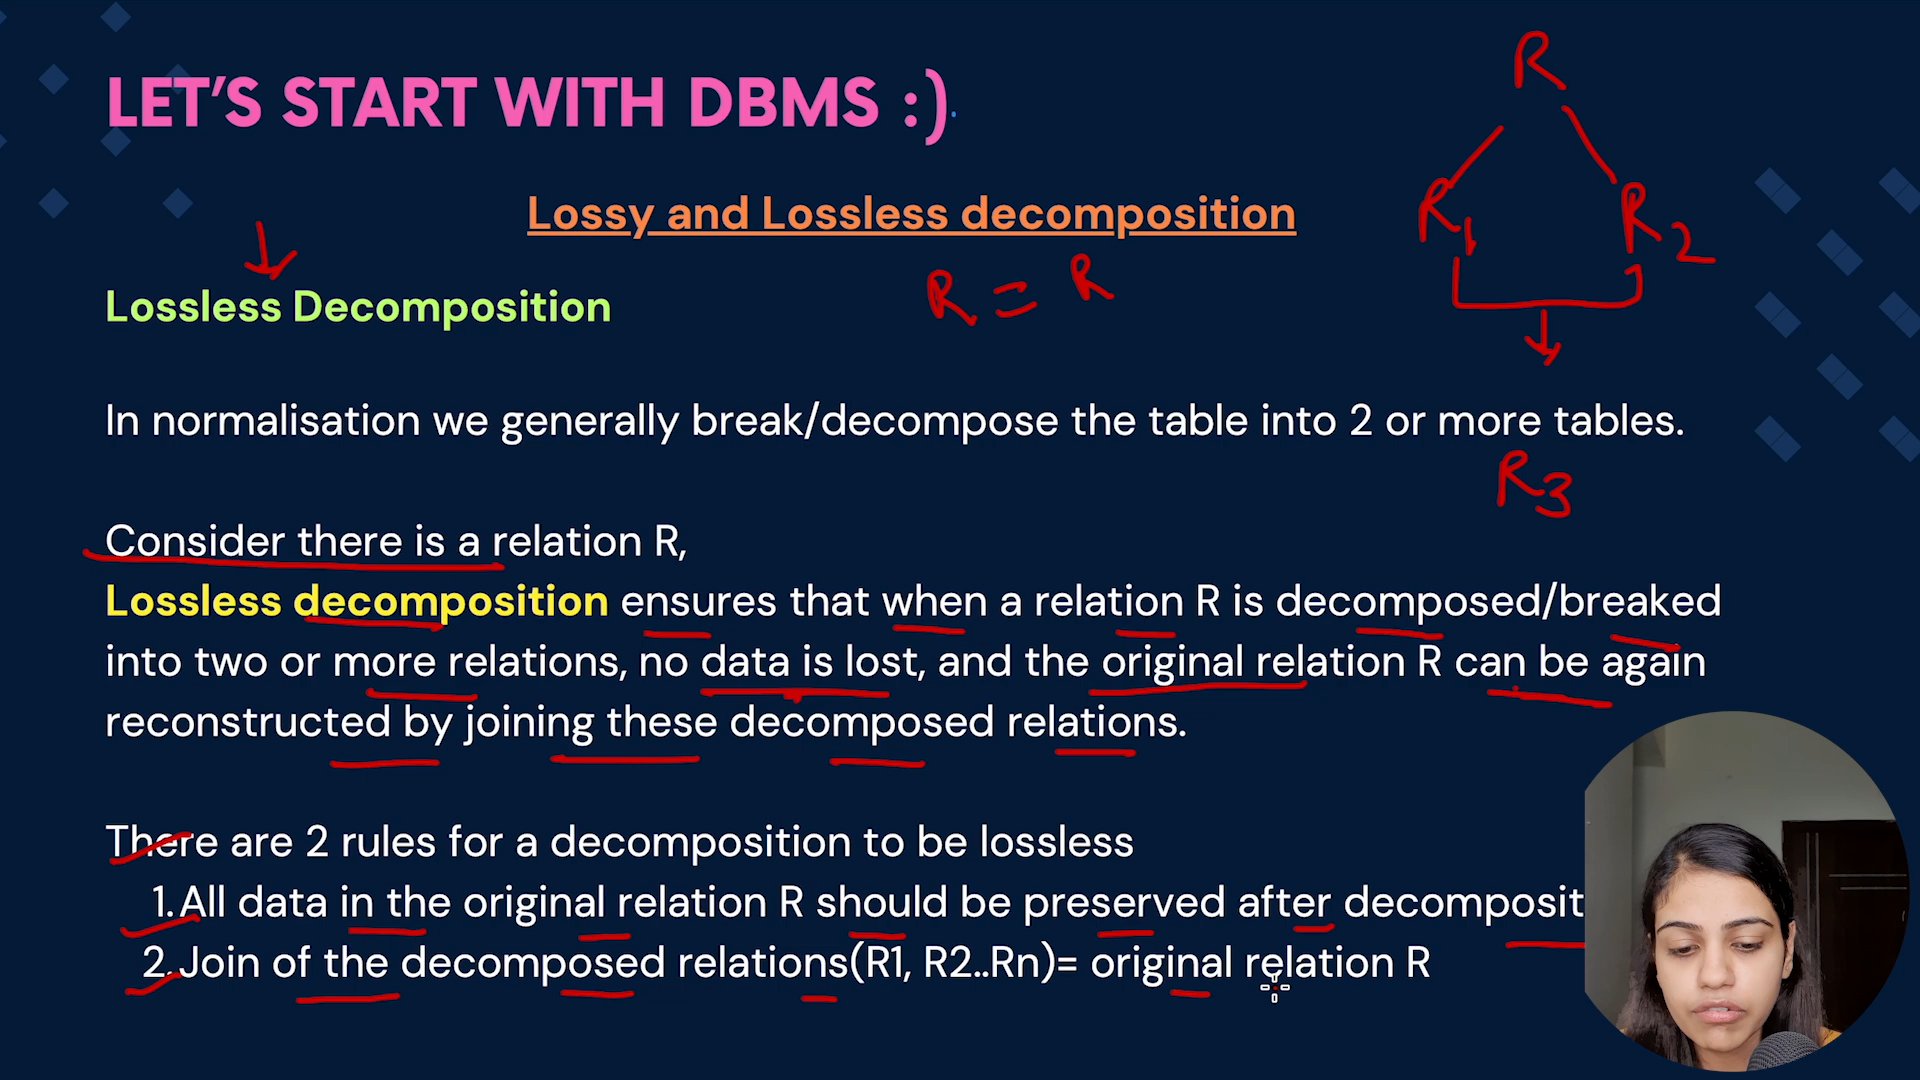 LET'S START WITH DBMS :)
R
Lossy and Lossless decomposition
R1 R2
R = R
Lossless Decomposition
In normalisation we generally break/decompose the table into 2 or more tables.
R3
Consider there is a relation R,
Lossless decomposition ensures that when a relation R is decomposed/breaked
into two or more relations, no data is lost, and the original relation R can be again
reconstructed by joining these decomposed relations.
There are 2 rules for a decomposition to be lossless
1. All data in the original relation R should be preserved after decomposit
2. Join of the decomposed relations(R1, R2..Rn)= original relation R